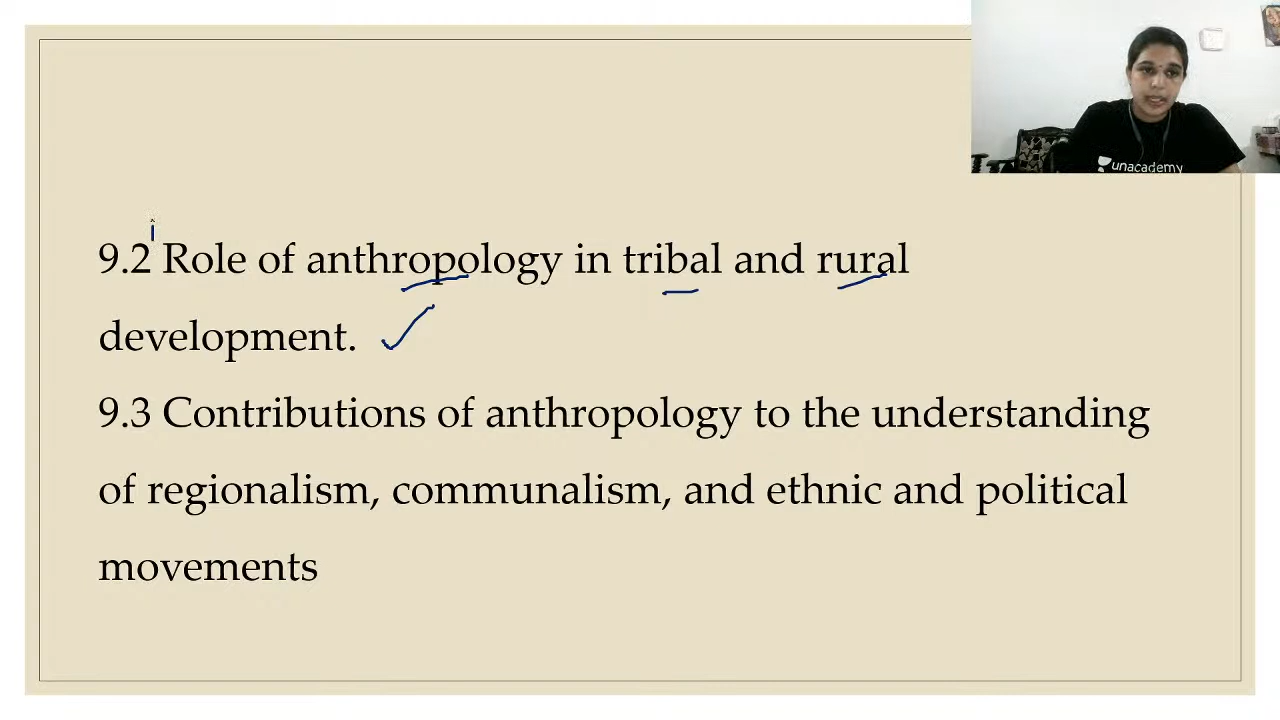 unacademy
9.2 Role of anthropology in tribal and rural
development.
9.3 Contributions of anthropology to the understanding
of regionalism, communalism, and ethnic and political
movements